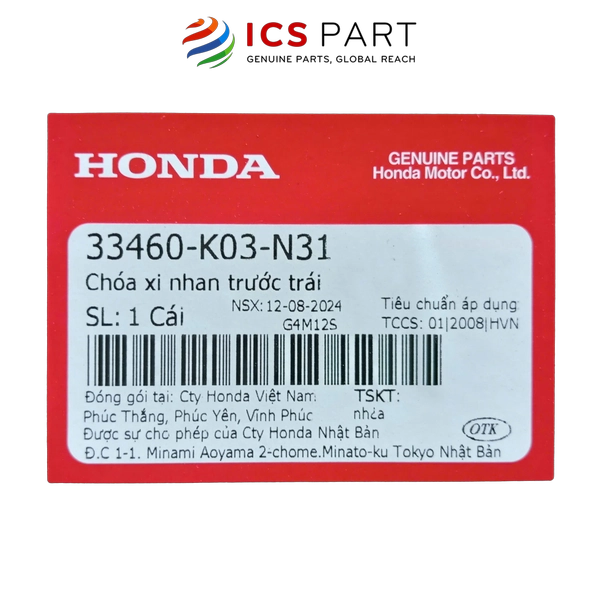 ICS PART
GENUINE PARTS, GLOBAL REACH
HONDA
GENUINE PARTS
Honda Motor Co., Ltd.
33460-K03-N31
Chóa xi nhan trước trái
SL: 1 Cái
NSX: 12-08-2024
G4M12S
Tiêu chuẩn áp dụng:
TCCS: 01|2008|HVN
Đóng gói tại: Cty Honda Việt Nam
Phúc Thắng, Phúc Yên, Vĩnh Phúc
Được sự cho phép của Cty Honda Nhật Bản
Đ.C 1-1. Minami Aoyama 2-chome.Minato-ku Tokyo Nhật Bản
TSKT:
nhựa
OTK